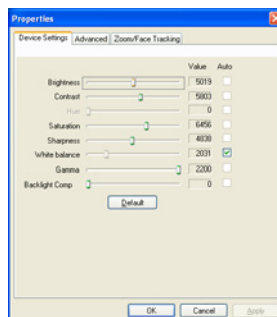 Properties
Device Settings Advanced Zoom/Face Tracking
Value Auto
Brightness 5019
Contrast 5803
Hue 0
Saturation 6456
Sharpness 4838
White balance 2031
Gamma 2200
Backlight Comp 0
Default
OK Cancel Apply